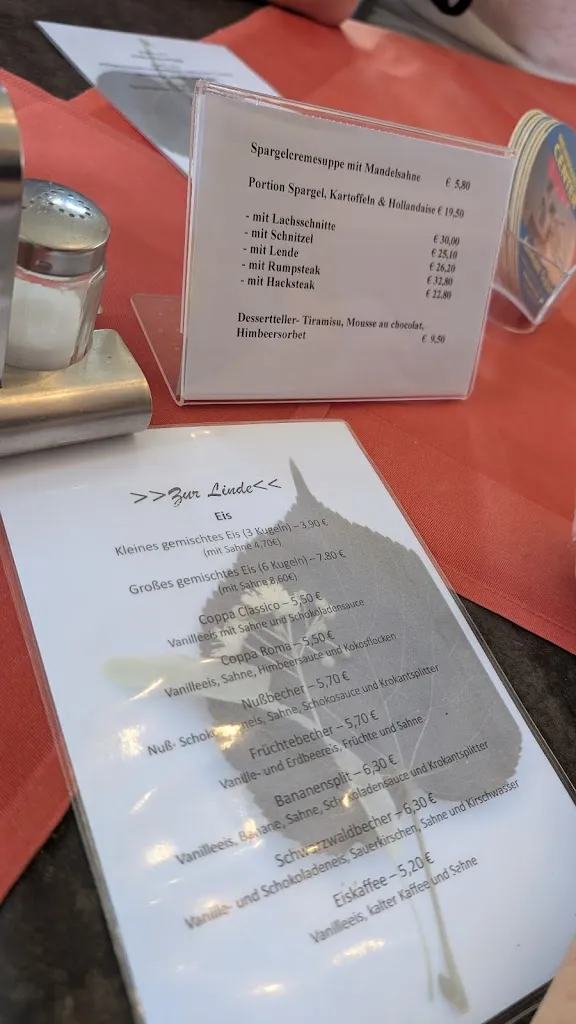 Spargelcremesuppe mit Mandelsahne € 5,80
Portion Spargel, Kartoffeln & Hollandaise € 19,50
- mit Lachsschnitte € 30,00
- mit Schnitzel € 25,10
- mit Lende € 26,20
- mit Rumpsteak € 32,80
- mit Hacksteak € 22,80
Dessertteller- Tiramisu, Mousse au chocolat,
Himbeersorbet € 9,50
>>Zur Linde<<
Eis
Kleines gemischtes Eis (3 Kugeln) – 3,90 €
(mit Sahne 4,70€)
Großes gemischtes Eis (6 Kugeln) – 7.80 €
(mit Sahne 8,60€)
Coppa Classico – 5,50 €
Vanilleeis mit Sahne und Schokoladensauce
Coppa Roma – 5,50 €
Vanilleeis, Sahne, Himbeersauce und Kokosflocken
Nußbecher – 5,70 €
Nuß- Schoko neis, Sahne, Schokosauce und Krokantsplitter
Früchtebecher – 5,70 €
Vanille- und Erdbeereis, Früchte und Sahne
Bananensplit – 6,30 €
Vanilleeis, Banane, Sahne, Schokoladensauce und Krokantsplitter
Schwarzwaldbecher – 6,30 €
Vanille- und Schokoladeneis, Sauerkirschen, Sahne und Kirschwasser
Eiskaffee – 5,20 €
Vanilleeis, kalter Kaffee und Sahne